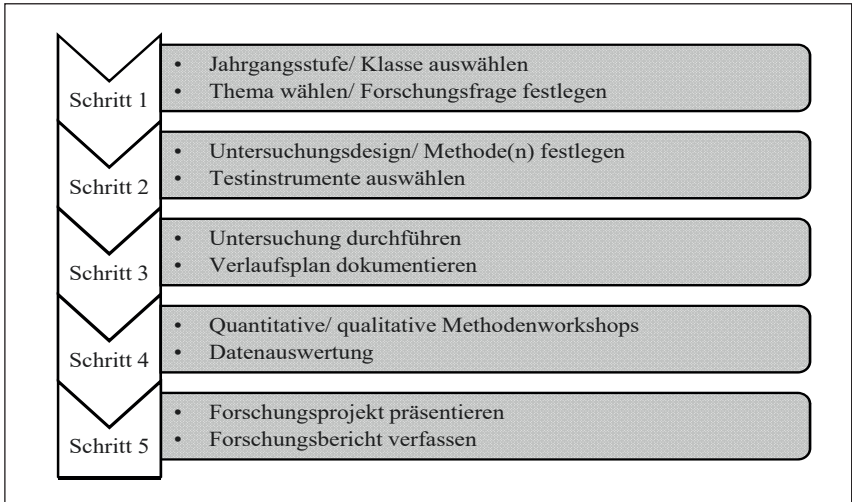 Schritt 1
• Jahrgangsstufe/ Klasse auswählen
• Thema wählen/ Forschungsfrage festlegen
Schritt 2
• Untersuchungsdesign/ Methode(n) festlegen
• Testinstrumente auswählen
Schritt 3
• Untersuchung durchführen
• Verlaufsplan dokumentieren
Schritt 4
• Quantitative/ qualitative Methodenworkshops
• Datenauswertung
Schritt 5
• Forschungsprojekt präsentieren
• Forschungsbericht verfassen